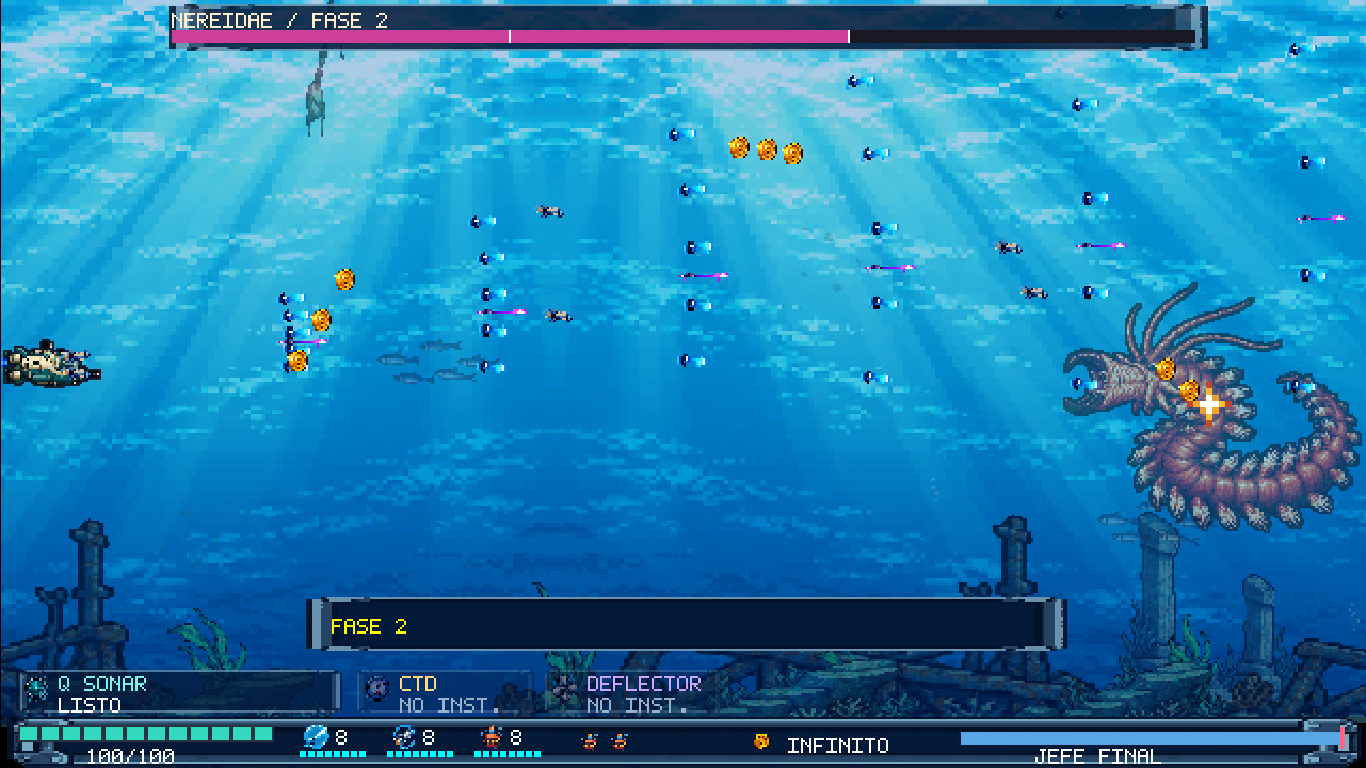 NEREIDAE / FASE 2
FASE 2
Q SONAR
LISTO
CTD
NO INST.
DEFLECTOR
NO INST.
100/100
8
8
8
INFINITO
JEFE FINAL